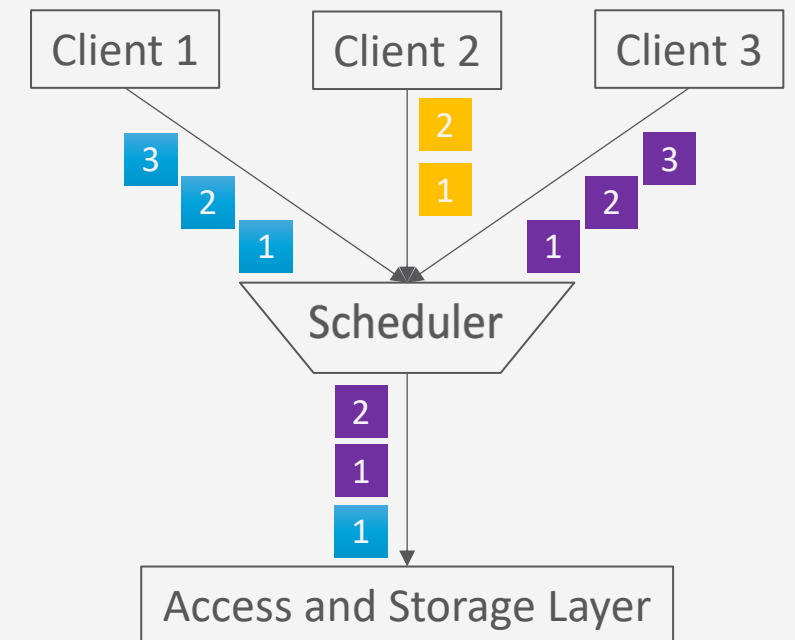 Client 1
Client 2
Client 3
3
2
1
2
1
3
2
1
Scheduler
2
1
1
Access and Storage Layer